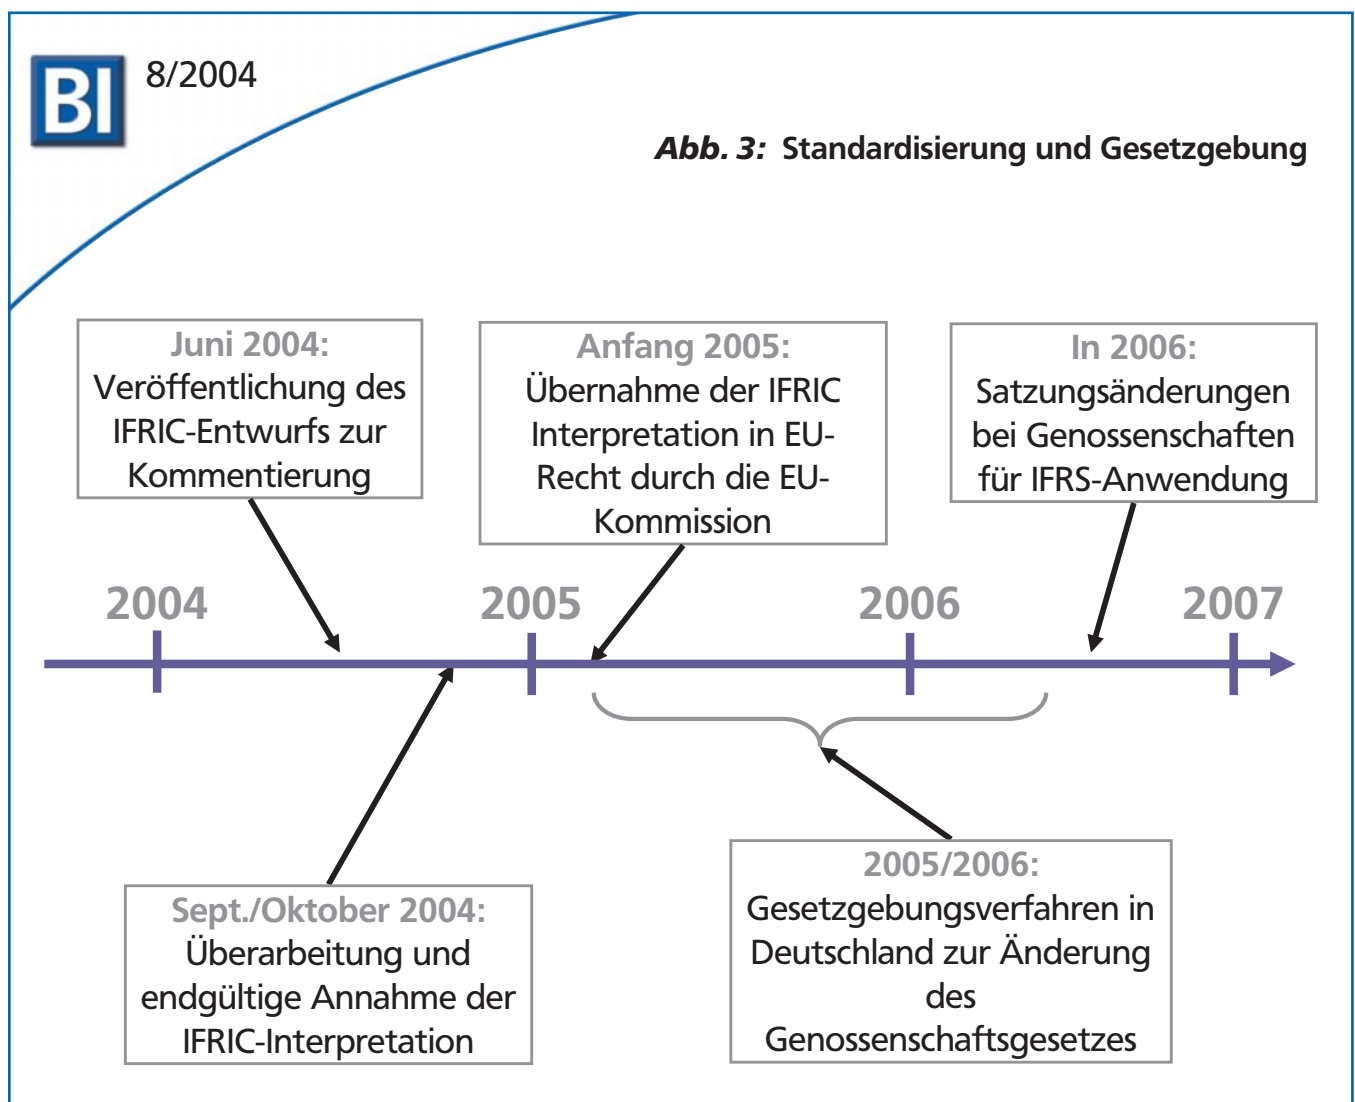 BI
8/2004
Abb. 3: Standardisierung und Gesetzgebung
Juni 2004:
Veröffentlichung des
IFRIC-Entwurfs zur
Kommentierung
Anfang 2005:
Übernahme der IFRIC
Interpretation in EU-
Recht durch die EU-
Kommission
In 2006:
Satzungsänderungen
bei Genossenschaften
für IFRS-Anwendung
2004
2005
2006
2007
Sept./Oktober 2004:
Überarbeitung und
endgültige Annahme der
IFRIC-Interpretation
2005/2006:
Gesetzgebungsverfahren in
Deutschland zur Änderung
des
Genossenschaftsgesetzes